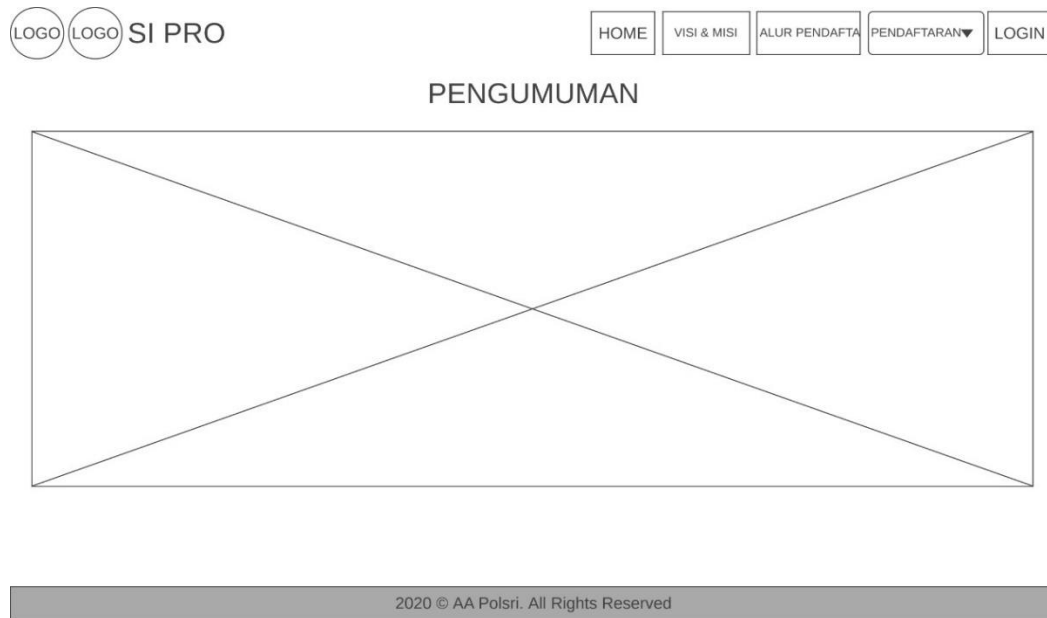 LOGO LOGO SI PRO HOME VISI & MISI ALUR PENDAFTA PENDAFTARAN LOGIN
PENGUMUMAN
2020 © AA Polsri. All Rights Reserved